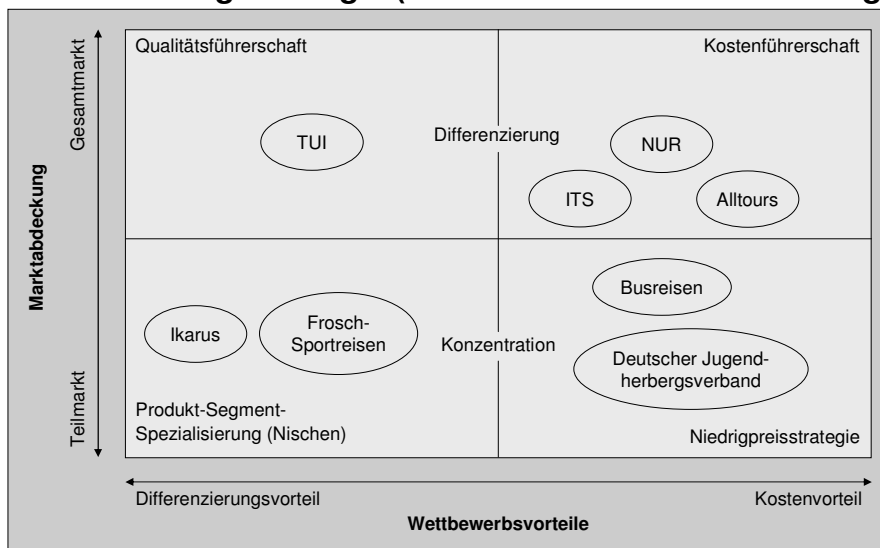 Qualitätsführerschaft
Kostenführerschaft
Gesamtmarkt
TUI
Differenzierung
NUR
ITS
Alltours
Marktabdeckung
Busreisen
Ikarus
Frosch-
Sportreisen
Konzentration
Deutscher Jugend-
herbergsverband
Teilmarkt
Produkt-Segment-
Spezialisierung (Nischen)
Niedrigpreisstrategie
Differenzierungsvorteil
Kostenvorteil
Wettbewerbsvorteile